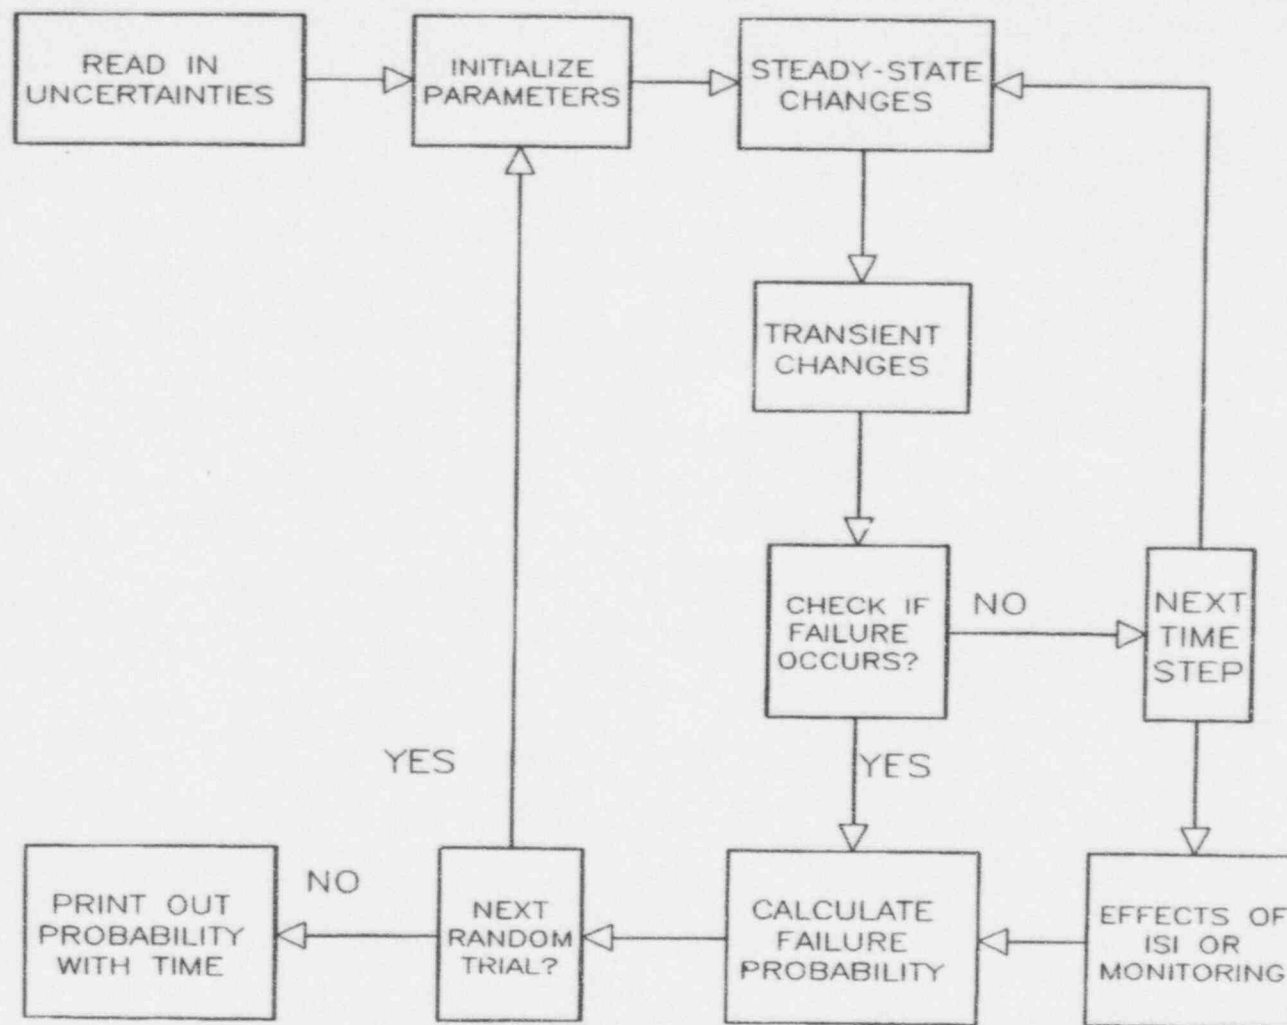 READ IN
UNCERTAINTIES
INITIALIZE
PARAMETERS
STEADY-STATE
CHANGES
TRANSIENT
CHANGES
CHECK IF
FAILURE
OCCURS?
NO
NEXT
TIME
STEP
YES
YES
PRINT OUT
PROBABILITY
WITH TIME
NO
NEXT
RANDOM
TRIAL?
CALCULATE
FAILURE
PROBABILITY
EFFECTS OF
ISI OR
MONITORING